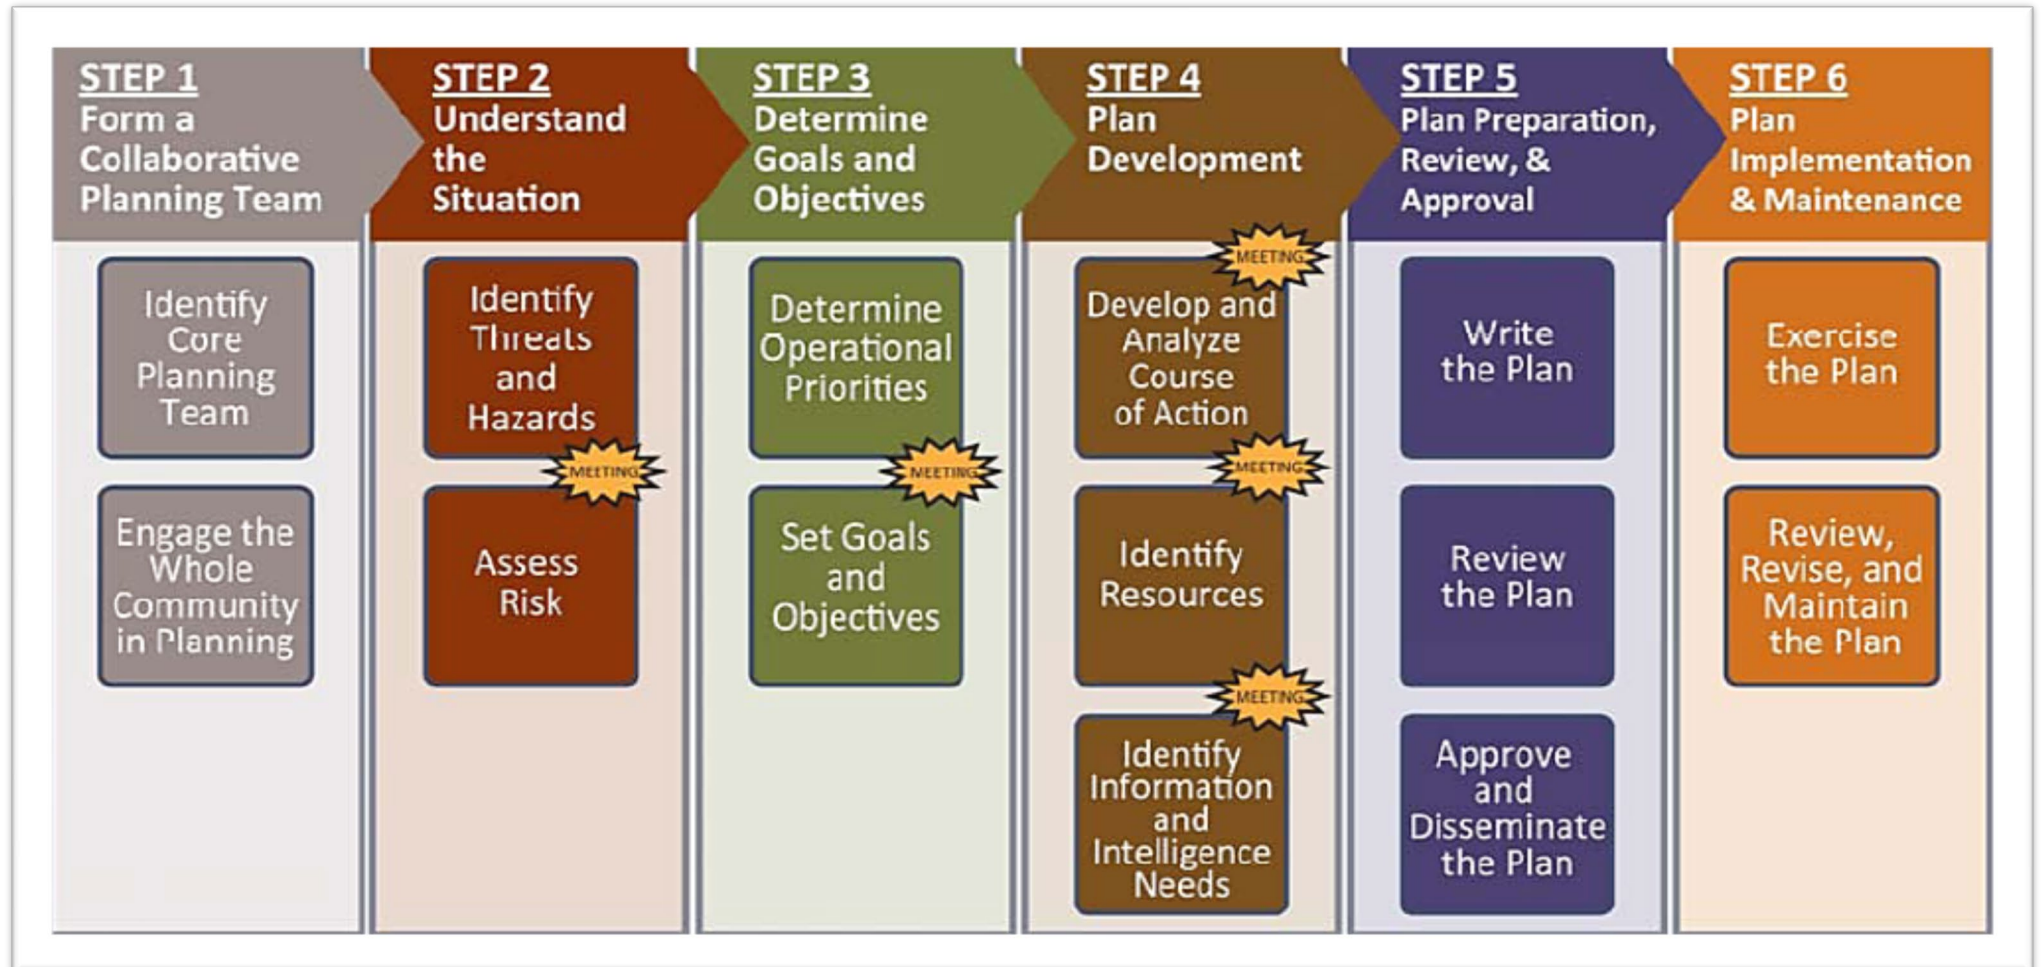 STEP 1
Form a
Collaborative
Planning Team
Identify
Core
Planning
Team
Engage the
Whole
Community
in Planning
STEP 2
Understand
the
Situation
Identify
Threats
and
Hazards
MEETING
Assess
Risk
STEP 3
Determine
Goals and
Objectives
Determine
Operational
Priorities
MEETING
Set Goals
and
Objectives
STEP 4
Plan
Development
MEETING
Develop and
Analyze
Course
of Action
MEETING
Identify
Resources
MEETING
Identify
Information
and
Intelligence
Needs
STEP 5
Plan Preparation,
Review, &
Approval
Write
the Plan
Review
the Plan
Approve
and
Disseminate
the Plan
STEP 6
Plan
Implementation
& Maintenance
Exercise
the Plan
Review,
Revise, and
Maintain
the Plan